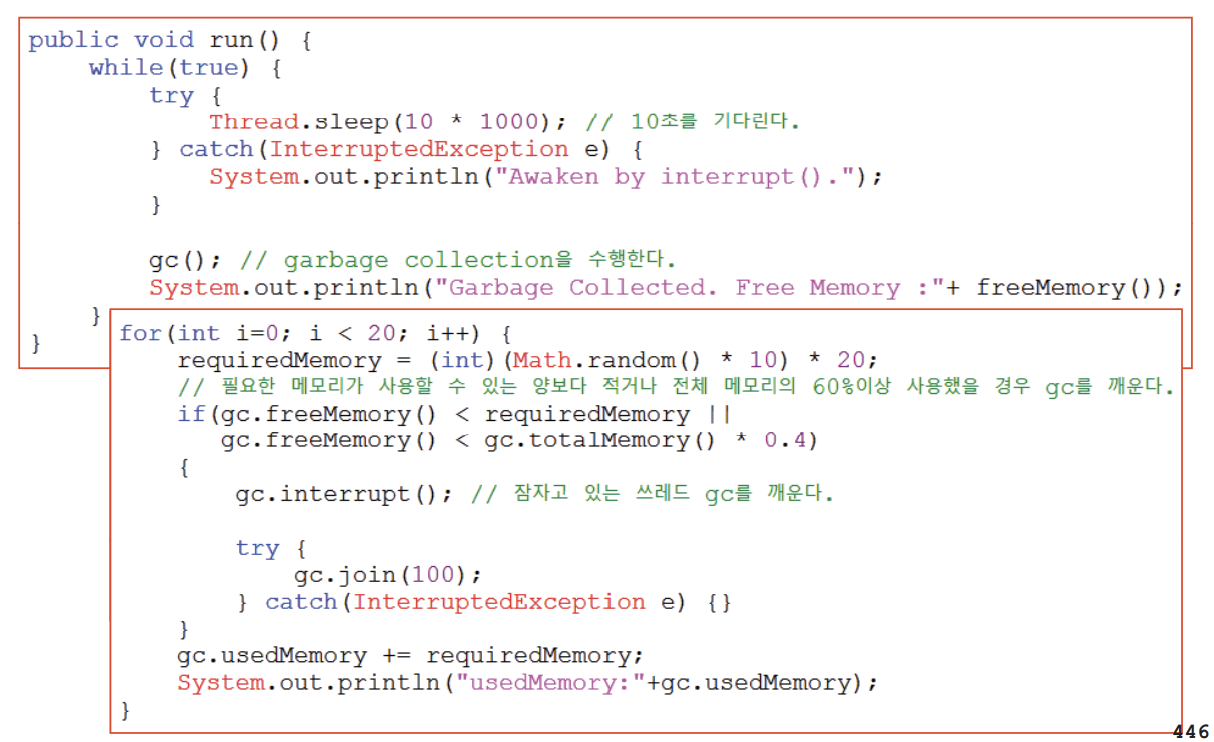 public void run() {
    while(true) {
        try {
            Thread.sleep(10 * 1000); // 10초를 기다린다.
        } catch(InterruptedException e) {
            System.out.println("Awaken by interrupt().");
        }

        gc(); // garbage collection을 수행한다.
        System.out.println("Garbage Collected. Free Memory :"+ freeMemory());
    }
}
for(int i=0; i < 20; i++) {
    requiredMemory = (int)(Math.random() * 10) * 20;
    // 필요한 메모리가 사용할 수 있는 양보다 적거나 전체 메모리의 60%이상 사용했을 경우 gc를 깨운다.
    if(gc.freeMemory() < requiredMemory ||
       gc.freeMemory() < gc.totalMemory() * 0.4)
    {
        gc.interrupt(); // 잠자고 있는 쓰레드 gc를 깨운다.

        try {
            gc.join(100);
        } catch(InterruptedException e) {}
    }
    gc.usedMemory += requiredMemory;
    System.out.println("usedMemory:"+gc.usedMemory);
}
446